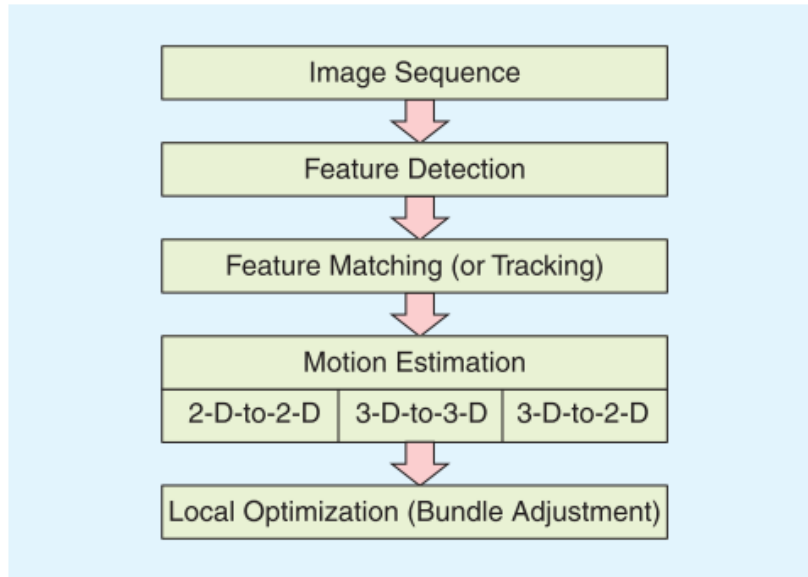 Image Sequence
Feature Detection
Feature Matching (or Tracking)
Motion Estimation
2-D-to-2-D 3-D-to-3-D 3-D-to-2-D
Local Optimization (Bundle Adjustment)